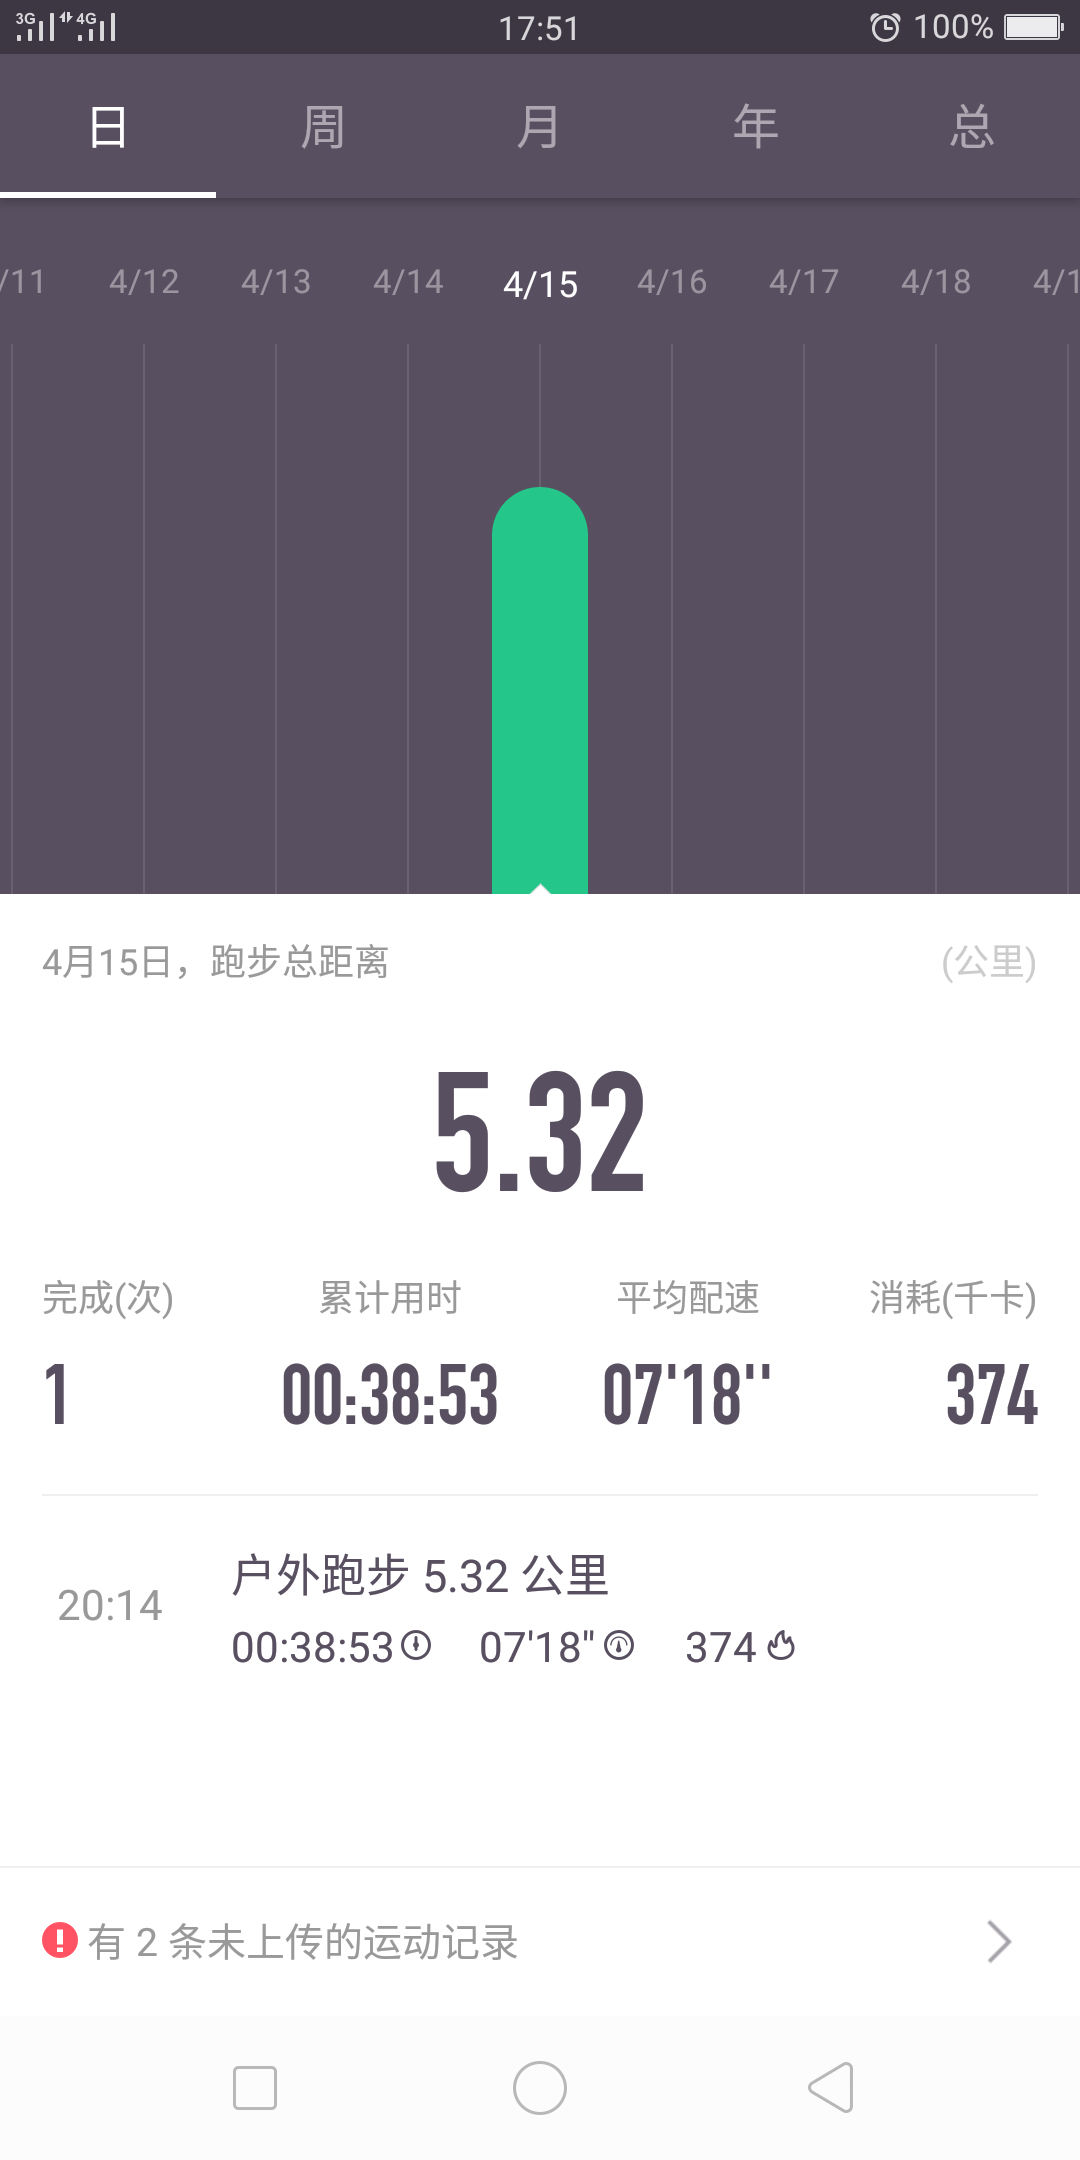 3G 4G 17:51 100%
日 周 月 年 总
/11 4/12 4/13 4/14 4/15 4/16 4/17 4/18 4/1
4月15日，跑步总距离 (公里)
5.32
完成(次) 累计用时 平均配速 消耗(千卡)
1 00:38:53 07'18'' 374
户外跑步 5.32 公里
20:14
00:38:53 07'18" 374
有 2 条未上传的运动记录